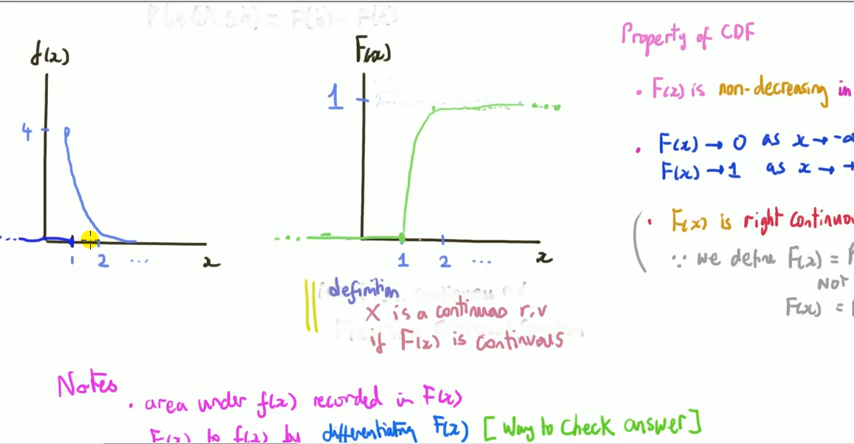 f(x)
4
1
2
...
x
F(x)
1
1
2
...
x
definition
X is a continuous r.v
if F(x) is continuous
Property of CDF
• F(x) is non-decreasing in
• F(x) → 0 as x → -∞
F(x) → 1 as x →
• F(x) is right continuous
∵ we define F(x) =
NOT
F(x) =
Notes
• area under f(x) recorded in F(x)
F(x) to f(x) by differentiating F(x) [Way to check answer]